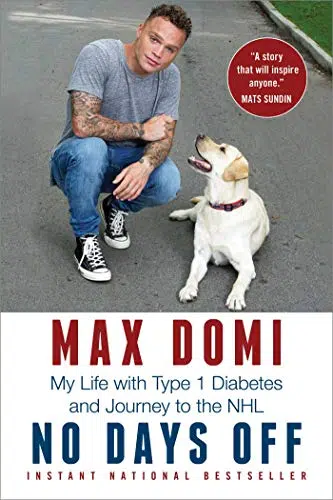 "A story
that will inspire
anyone."
MATS SUNDIN
MAX DOMI
My Life with Type 1 Diabetes
and Journey to the NHL
NO DAYS OFF
INSTANT NATIONAL BESTSELLER